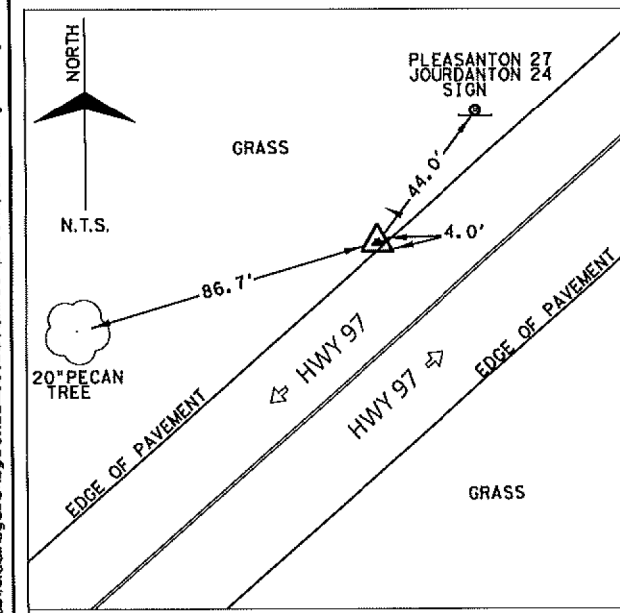 NORTH
N.T.S.
GRASS
PLEASANTON 27
JOURDANTON 24
SIGN
44.0'
4.0'
86.7'
20" PECAN
TREE
HWY 97
HWY 97
EDGE OF PAVEMENT
EDGE OF PAVEMENT
GRASS